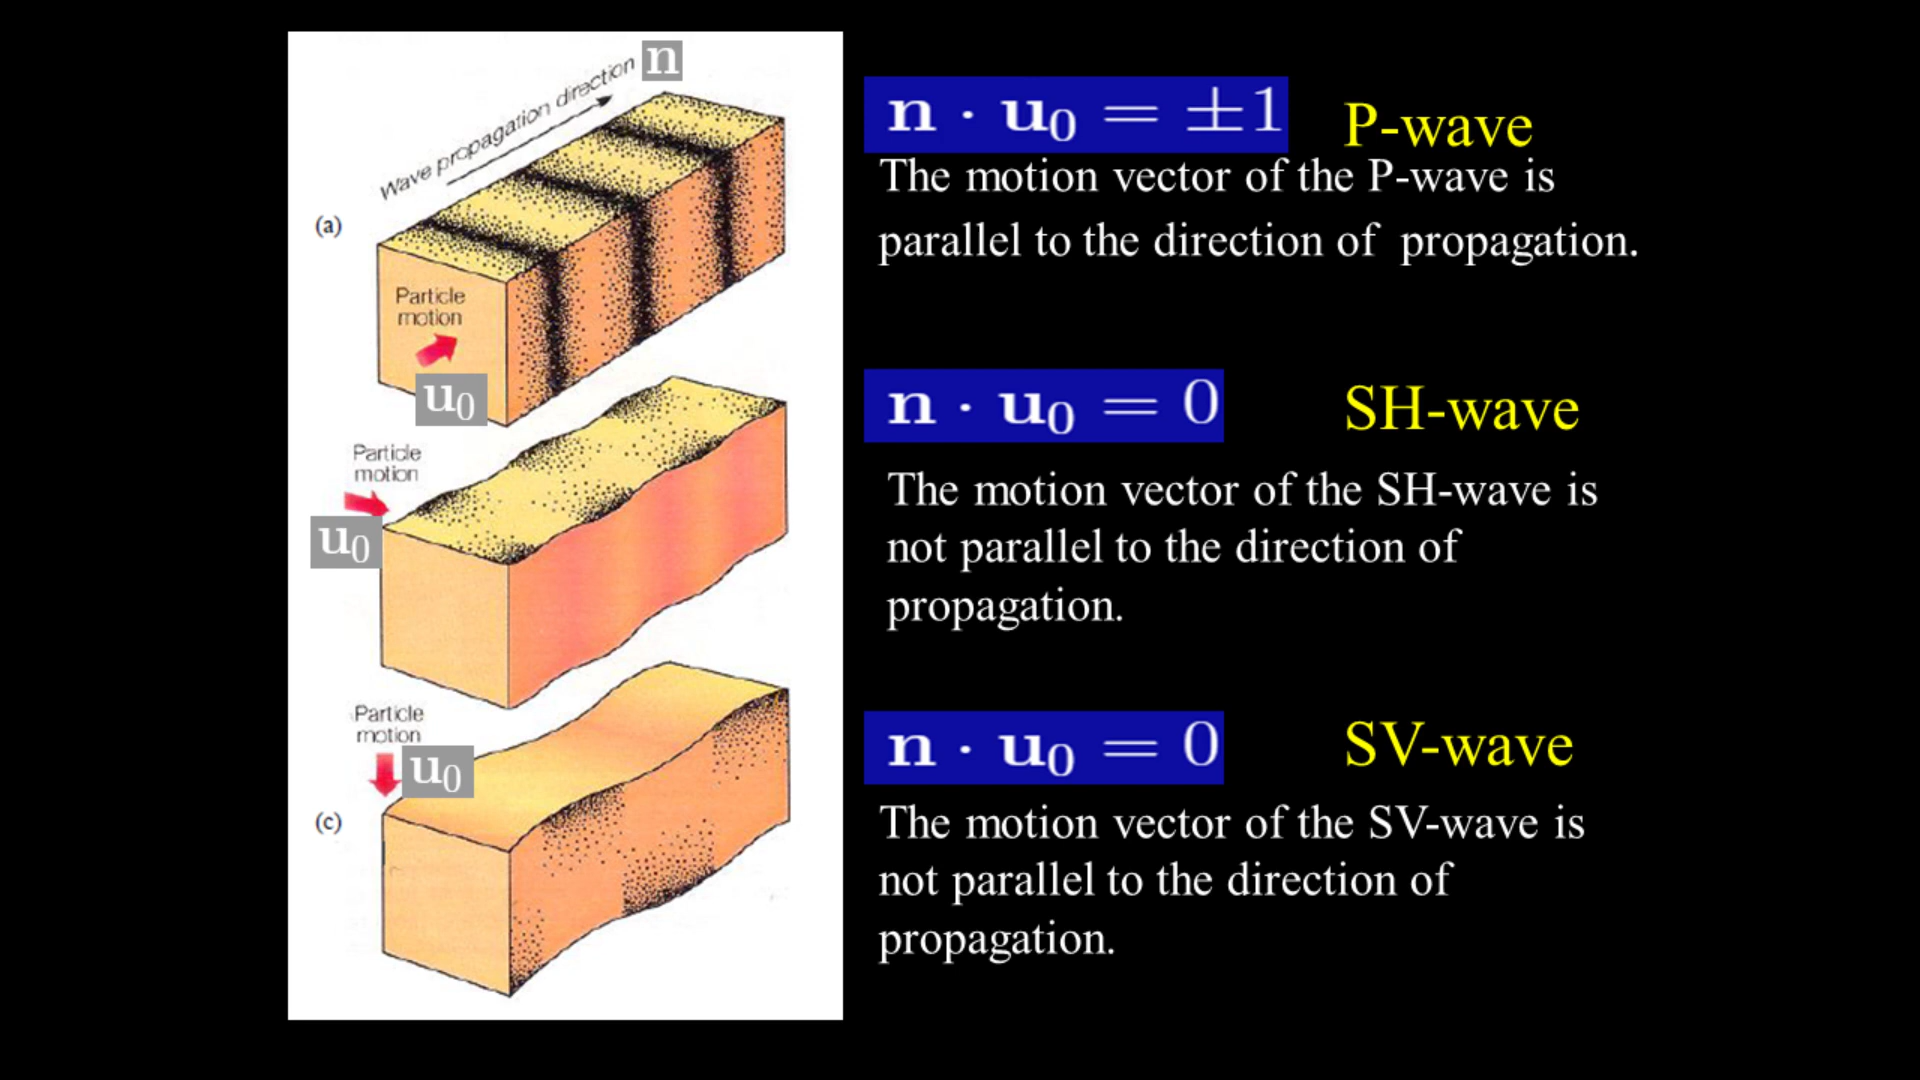 Wave propagation direction
n
(a)
Particle
motion
u₀
Particle
motion
u₀
Particle
motion
u₀
(c)
n · u₀ = ±1
P-wave
The motion vector of the P-wave is
parallel to the direction of propagation.
n · u₀ = 0
SH-wave
The motion vector of the SH-wave is
not parallel to the direction of
propagation.
n · u₀ = 0
SV-wave
The motion vector of the SV-wave is
not parallel to the direction of
propagation.